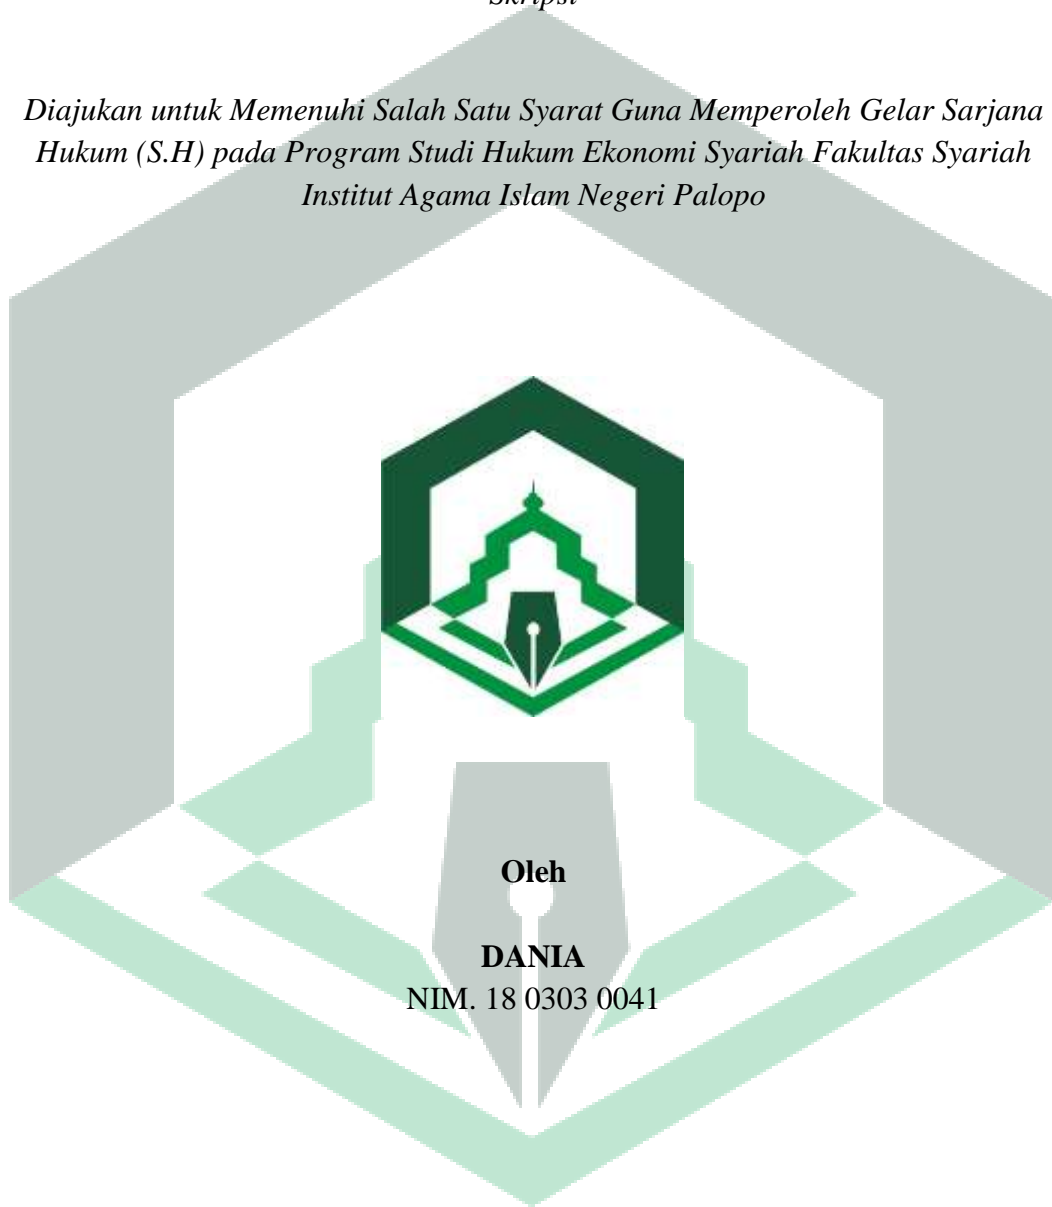 Skripsi
Diajukan untuk Memenuhi Salah Satu Syarat Guna Memperoleh Gelar Sarjana
Hukum (S.H) pada Program Studi Hukum Ekonomi Syariah Fakultas Syariah
Institut Agama Islam Negeri Palopo
Oleh
DANIA
NIM. 18 0303 0041